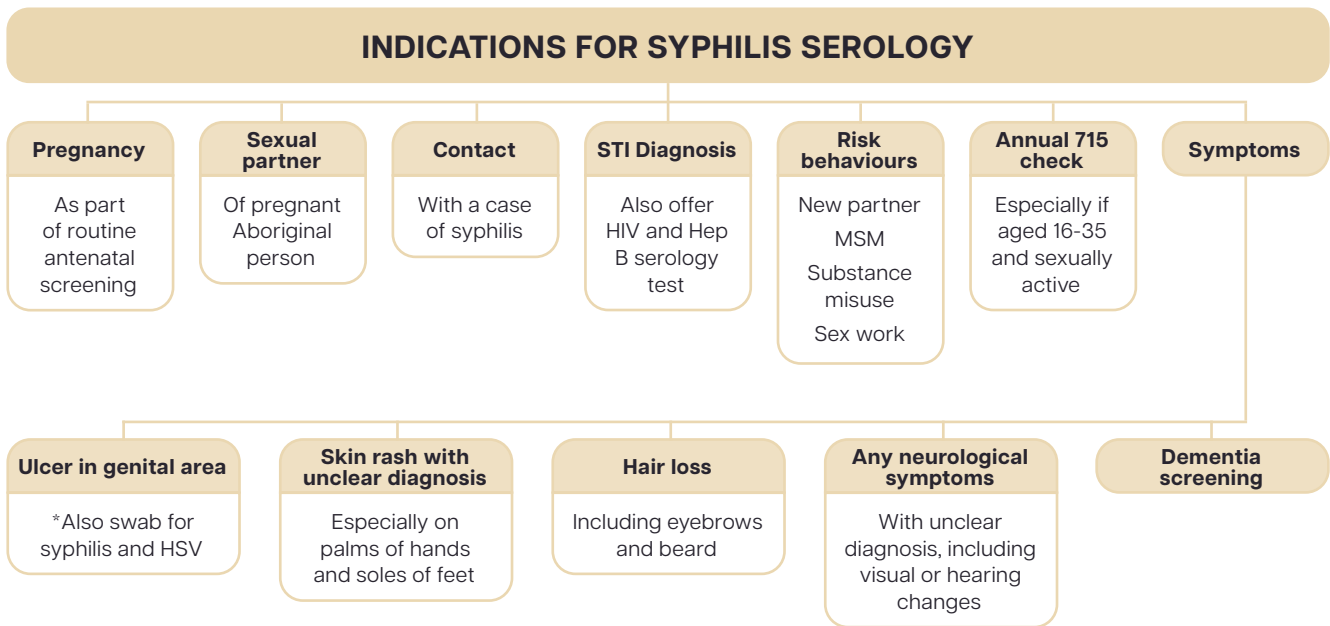 INDICATIONS FOR SYPHILIS SEROLOGY
Pregnancy
As part
of routine
antenatal
screening
Sexual
partner
Of pregnant
Aboriginal
person
Contact
With a case
of syphilis
STI Diagnosis
Also offer
HIV and Hep
B serology
test
Risk
behaviours
New partner
MSM
Substance
misuse
Sex work
Annual 715
check
Especially if
aged 16-35
and sexually
active
Symptoms
Ulcer in genital area
*Also swab for
syphilis and HSV
Skin rash with
unclear diagnosis
Especially on
palms of hands
and soles of feet
Hair loss
Including eyebrows
and beard
Any neurological
symptoms
With unclear
diagnosis, including
visual or hearing
changes
Dementia
screening